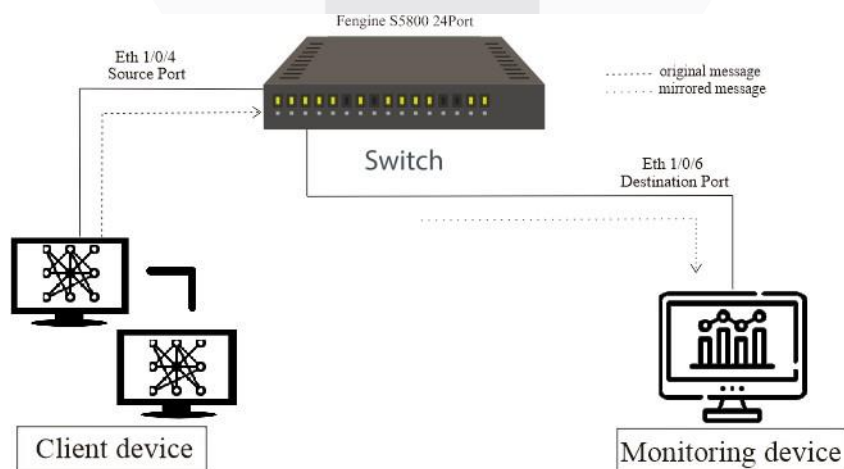 Fengine S5800 24Port
Eth 1/0/4
Source Port
original message
mirrored message
Switch
Eth 1/0/6
Destination Port
Client device
Monitoring device